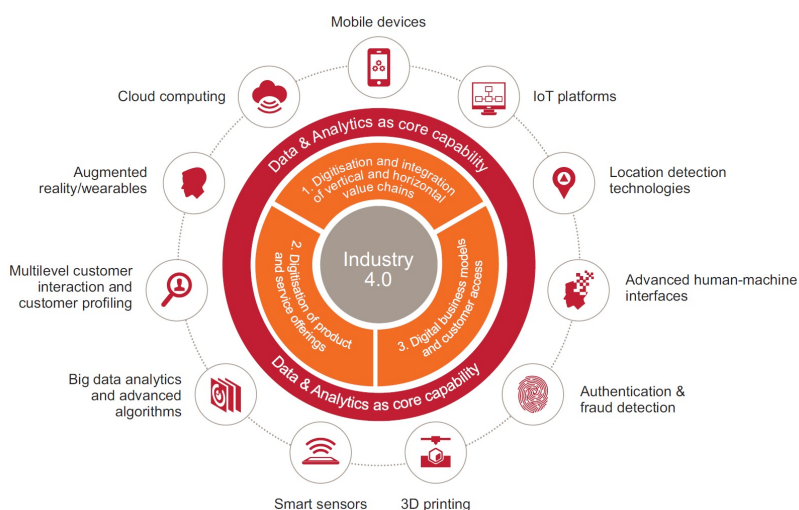 Mobile devices
Cloud computing
IoT platforms
Augmented
reality/wearables
Location detection
technologies
Multilevel customer
interaction and
customer profiling
Advanced human-machine
interfaces
Big data analytics
and advanced
algorithms
Authentication &
fraud detection
Smart sensors
3D printing
Data & Analytics as core capability
1. Digitisation and integration
of vertical and horizontal
value chains
2. Digitisation of product
and service offerings
3. Digital business models
and customer access
Industry
4.0
Data & Analytics as core capability